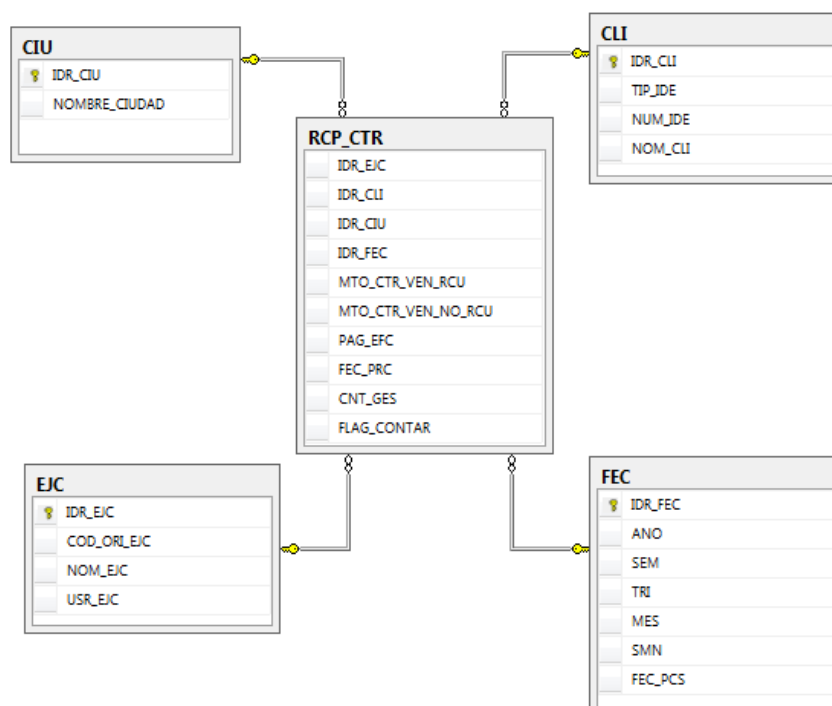 CIU
IDR_CIU
NOMBRE_CIUDAD
CLI
IDR_CLI
TIP_IDE
NUM_IDE
NOM_CLI
RCP_CTR
IDR_EJC
IDR_CLI
IDR_CIU
IDR_FEC
MTO_CTR_VEN_RCU
MTO_CTR_VEN_NO_RCU
PAG_EFC
FEC_PRC
CNT_GES
FLAG_CONTAR
EJC
IDR_EJC
COD_ORI_EJC
NOM_EJC
USR_EJC
FEC
IDR_FEC
ANO
SEM
TRI
MES
SMN
FEC_PCS